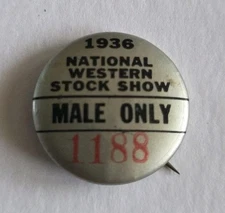 1936
NATIONAL
WESTERN
STOCK SHOW
MALE ONLY
1188